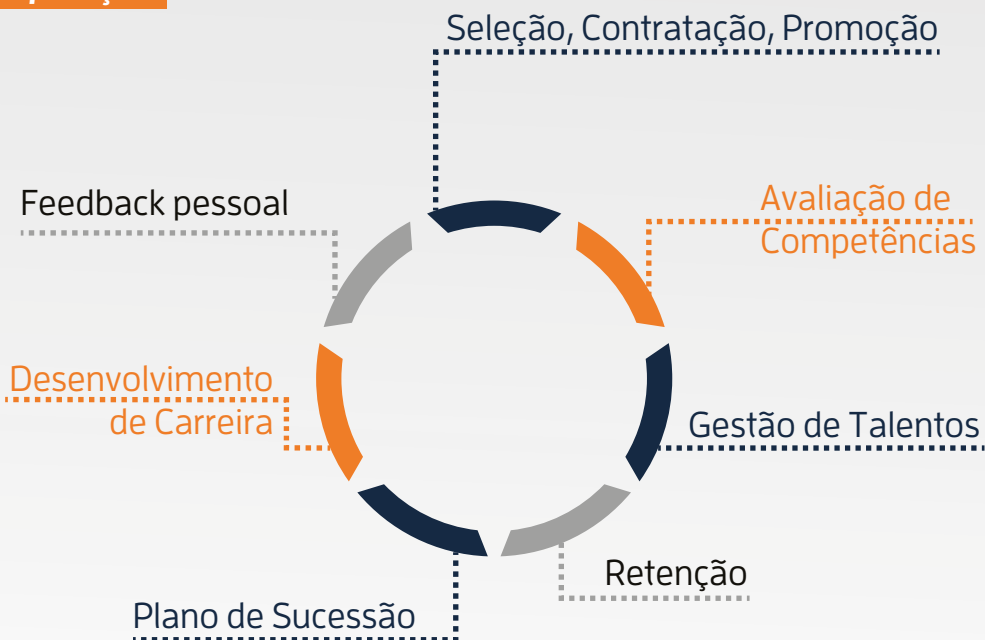 Seleção, Contratação, Promoção
Feedback pessoal
Avaliação de
Competências
Desenvolvimento
de Carreira
Gestão de Talentos
Retenção
Plano de Sucessão